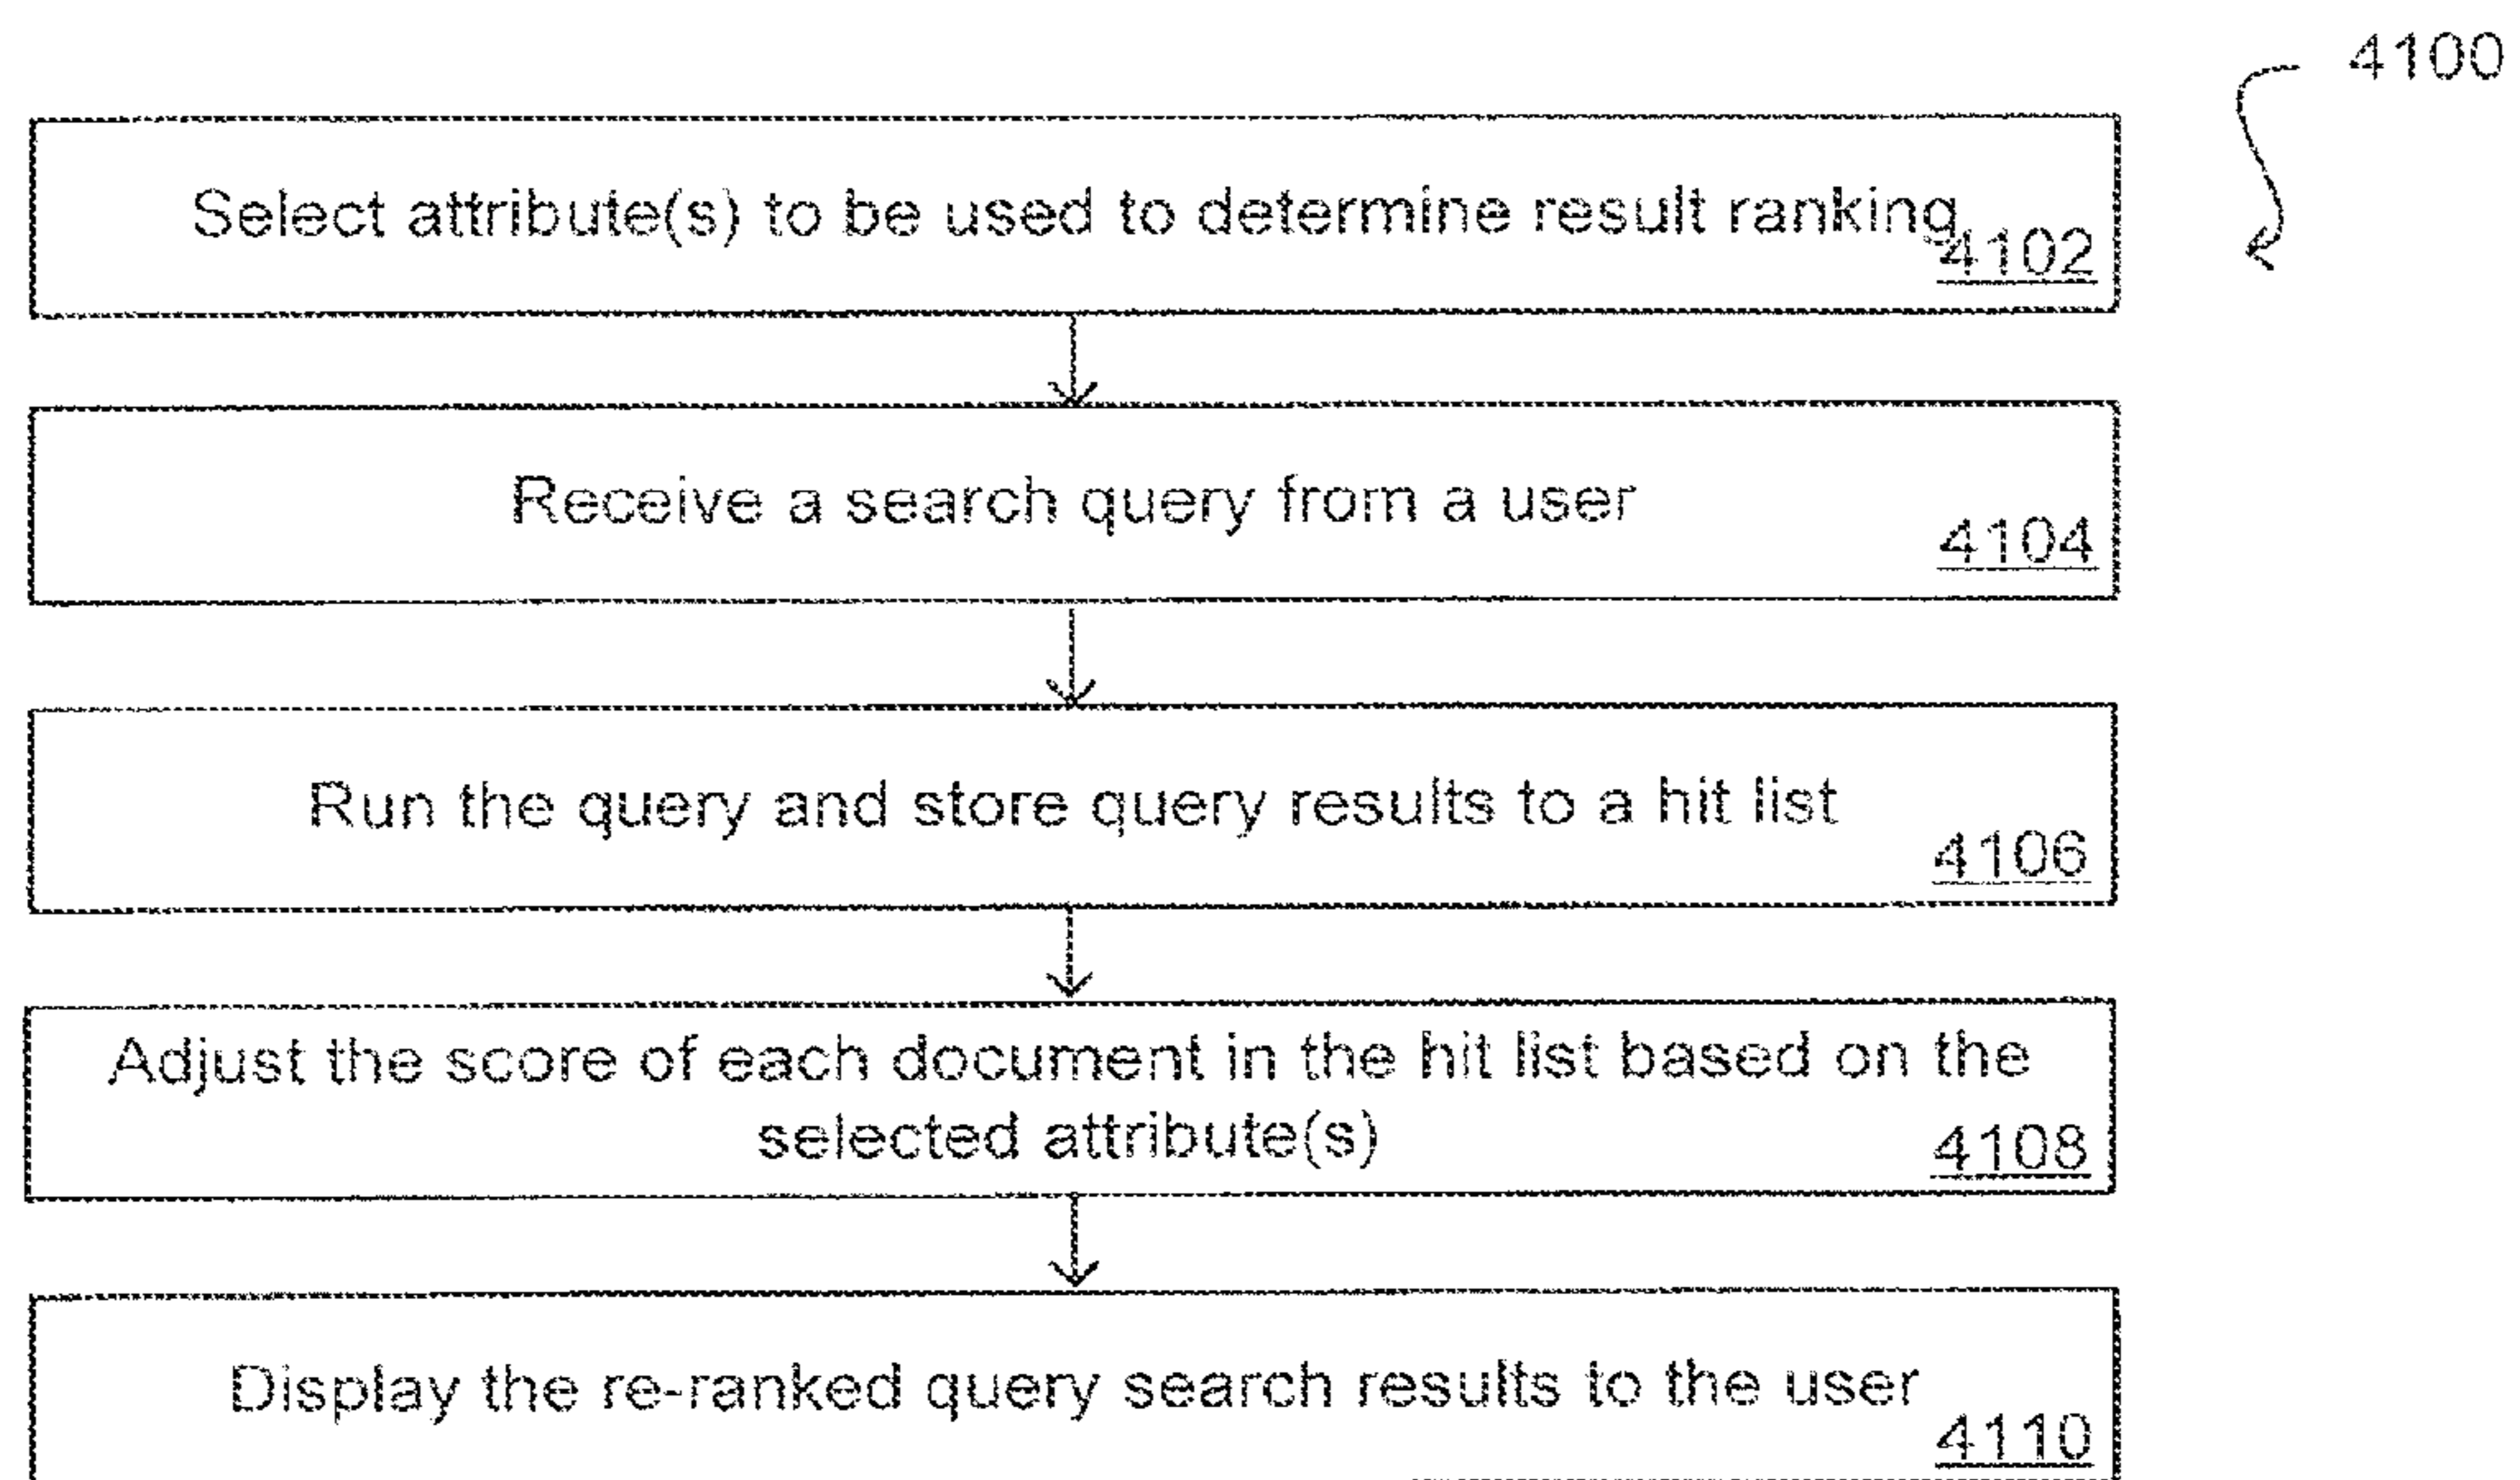 4100
Select attribute(s) to be used to determine result ranking
4102
Receive a search query from a user
4104
Run the query and store query results to a hit list
4106
Adjust the score of each document in the hit list based on the
selected attribute(s)
4108
Display the re-ranked query search results to the user
4110